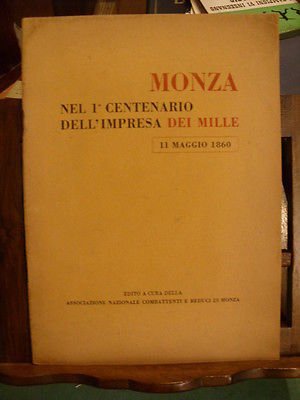 MONZA
NEL 1° CENTENARIO
DELL'IMPRESA DEI MILLE
11 MAGGIO 1860
EDITO A CURA DELLA
ASSOCIAZIONE NAZIONALE COMBATTENTI E REDUCI DI MONZA